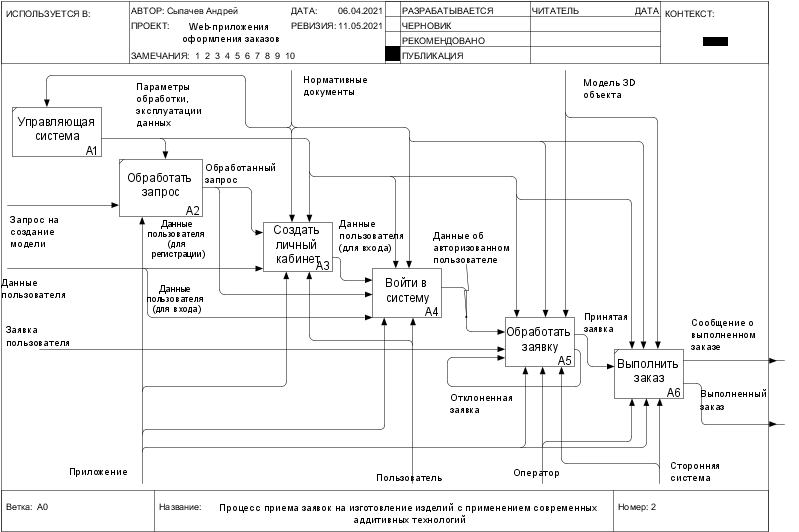 ИСПОЛЬЗУЕТСЯ В:
АВТОР: Сыпачев Андрей
ДАТА: 06.04.2021
ПРОЕКТ: Web-приложения
оформления заказов
РЕВИЗИЯ: 11.05.2021
ЗАМЕЧАНИЯ: 1 2 3 4 5 6 7 8 9 10
РАЗРАБАТЫВАЕТСЯ
ЧЕРНОВИК
РЕКОМЕНДОВАНО
ПУБЛИКАЦИЯ
ЧИТАТЕЛЬ
ДАТА
КОНТЕКСТ:
Параметры
обработки,
эксплуатации
данных
Нормативные
документы
Модель 3D
объекта
Управляющая
система
A1
Обработать
запрос
A2
Обработанный
запрос
Запрос на
создание
модели
Данные
пользователя
(для
регистрации)
Создать
личный
кабинет
A3
Данные
пользователя
(для входа)
Данные об
авторизованном
пользователе
Данные
пользователя
Данные
пользователя
(для входа)
Войти в
систему
A4
Заявка
пользователя
Обработать
заявку
A5
Принятая
заявка
Сообщение о
выполненном
заказе
Выполнить
заказ
A6
Отклоненная
заявка
Выполненный
заказ
Приложение
Пользователь
Оператор
Сторонняя
система
Ветка: A0
Название: Процесс приема заявок на изготовление изделий с применением современных
аддитивных технологий
Номер: 2